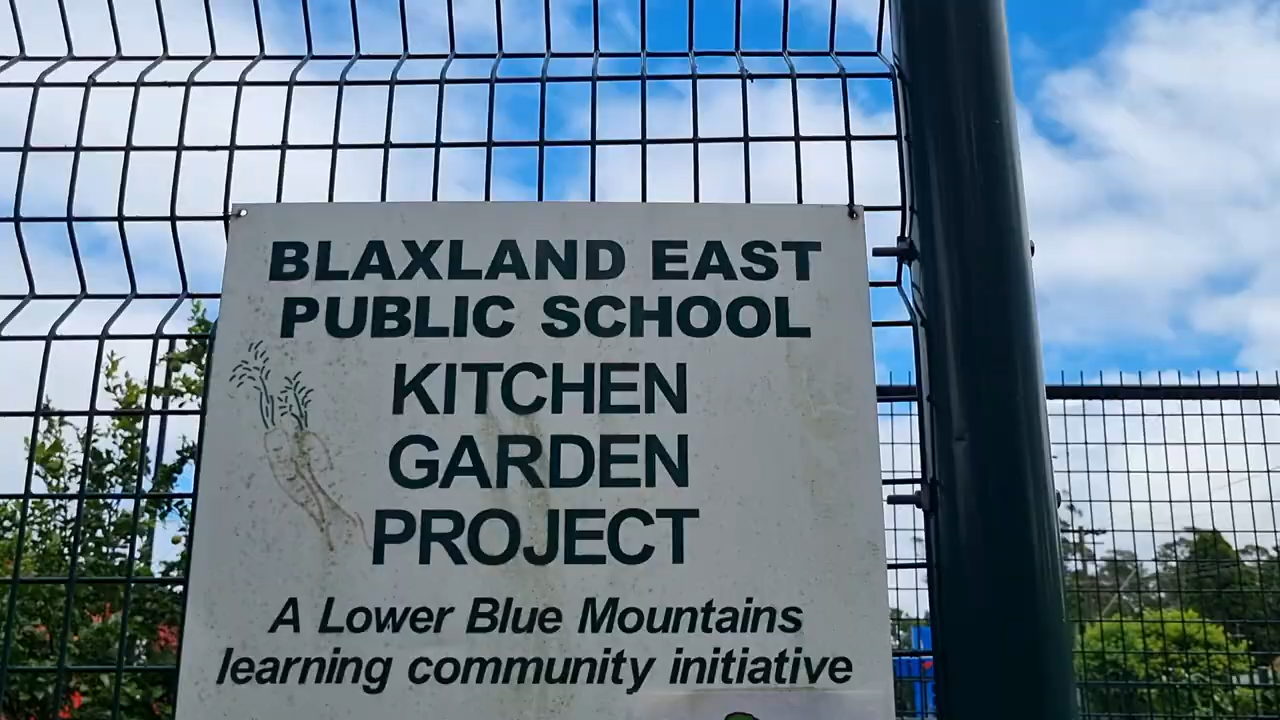 BLAXLAND EAST
PUBLIC SCHOOL
KITCHEN
GARDEN
PROJECT
A Lower Blue Mountains
learning community initiative